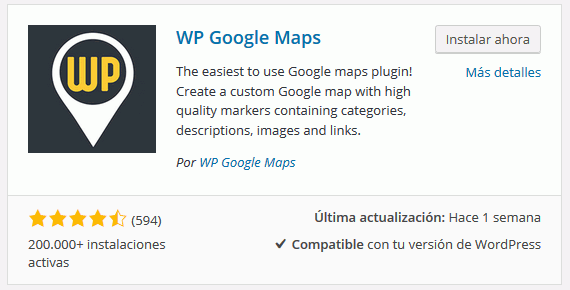 WP
WP Google Maps
Instalar ahora
Más detalles
The easiest to use Google maps plugin!
Create a custom Google map with high
quality markers containing categories,
descriptions, images and links.
Por WP Google Maps
(594)
200.000+ instalaciones
activas
Última actualización: Hace 1 semana
Compatible con tu versión de WordPress